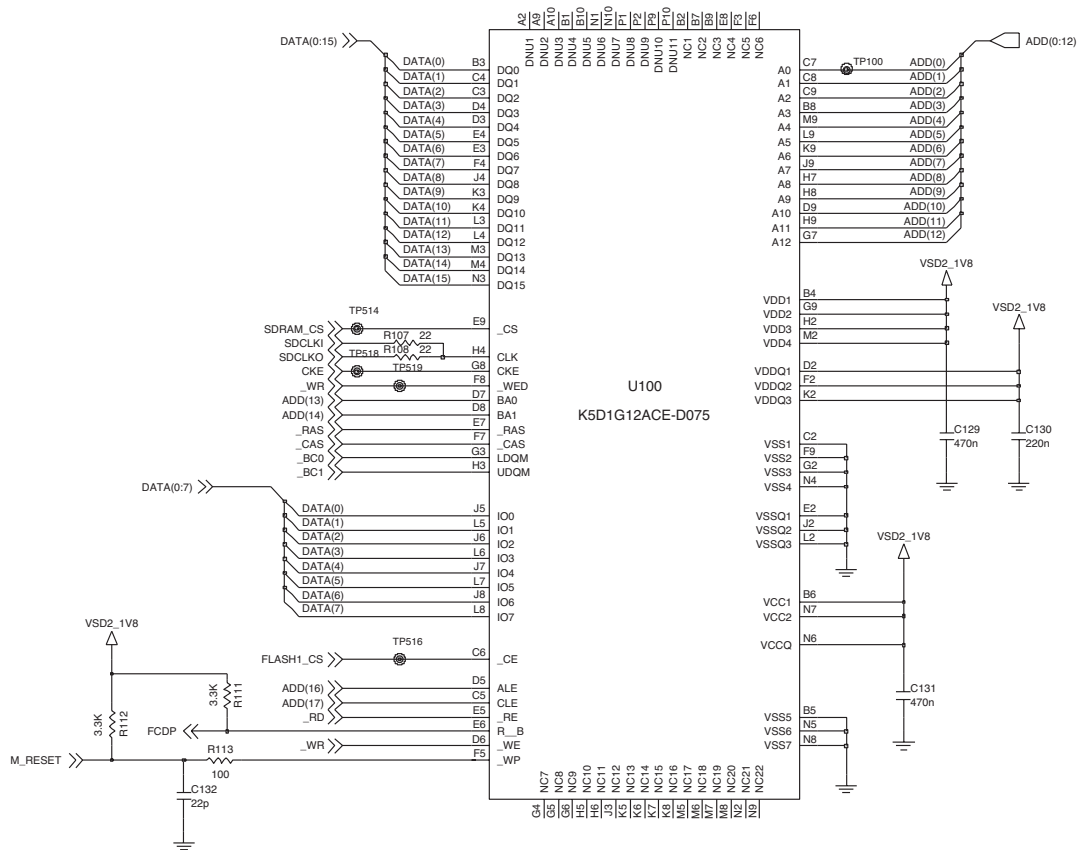 A2 A9 A10 B1 B10 N1 N10 P1 P2 P9 P10 B2 B7 B9 E8 F3 F6
DNU1 DNU2 DNU3 DNU4 DNU5 DNU6 DNU7 DNU8 DNU9 DNU10 DNU11 NC1 NC2 NC3 NC4 NC5 NC6
DATA(0:15)
ADD(0:12)
DATA(0) B3 DQ0
DATA(1) C4 DQ1
DATA(2) C3 DQ2
DATA(3) D4 DQ3
DATA(4) D3 DQ4
DATA(5) E4 DQ5
DATA(6) E3 DQ6
DATA(7) F4 DQ7
DATA(8) J4 DQ8
DATA(9) K3 DQ9
DATA(10) K4 DQ10
DATA(11) L3 DQ11
DATA(12) L4 DQ12
DATA(13) M3 DQ13
DATA(14) M4 DQ14
DATA(15) N3 DQ15
A0 C7 TP100 ADD(0)
A1 C8 ADD(1)
A2 C9 ADD(2)
A3 B8 ADD(3)
A4 M9 ADD(4)
A5 L9 ADD(5)
A6 K9 ADD(6)
A7 J9 ADD(7)
A8 H7 ADD(8)
A9 H8 ADD(9)
A10 D9 ADD(10)
A11 H9 ADD(11)
A12 G7 ADD(12)
TP514
SDRAM_CS E9 _CS
SDCLKI R107 22
SDCLKO R108 22 H4 CLK
TP518
CKE G8 CKE
TP519
_WR F8 _WED
ADD(13) D7 BA0
ADD(14) D8 BA1
_RAS E7 _RAS
_CAS F7 _CAS
_BC0 G3 LDQM
_BC1 H3 UDQM
U100
K5D1G12ACE-D075
VSD2_1V8
VDD1 B4
VDD2 G9
VDD3 H2
VDD4 M2
VSD2_1V8
VDDQ1 D2
VDDQ2 F2
VDDQ3 K2
C129
470n
C130
220n
VSS1 C2
VSS2 F9
VSS3 G2
VSS4 N4
VSSQ1 E2
VSSQ2 J2
VSSQ3 L2
DATA(0:7)
DATA(0) J5 IO0
DATA(1) L5 IO1
DATA(2) J6 IO2
DATA(3) L6 IO3
DATA(4) J7 IO4
DATA(5) L7 IO5
DATA(6) J8 IO6
DATA(7) L8 IO7
VSD2_1V8
VCC1 B6
VCC2 N7
VCCQ N6
C131
470n
VSS5 B5
VSS6 N5
VSS7 N8
VSD2_1V8
TP516
FLASH1_CS C6 _CE
ADD(16) D5 ALE
ADD(17) C5 CLE
_RD E5 _RE
3.3K R111
3.3K R112
FCDP E6 R__B
_WR D6 _WE
M_RESET R113 F5 _WP
100
C132
22p
NC7 NC8 NC9 NC10 NC11 NC12 NC13 NC14 NC15 NC16 NC17 NC18 NC19 NC20 NC21 NC22
G4 G5 G6 H5 H6 J3 K5 K6 K7 K8 M5 M6 M7 M8 N2 N9